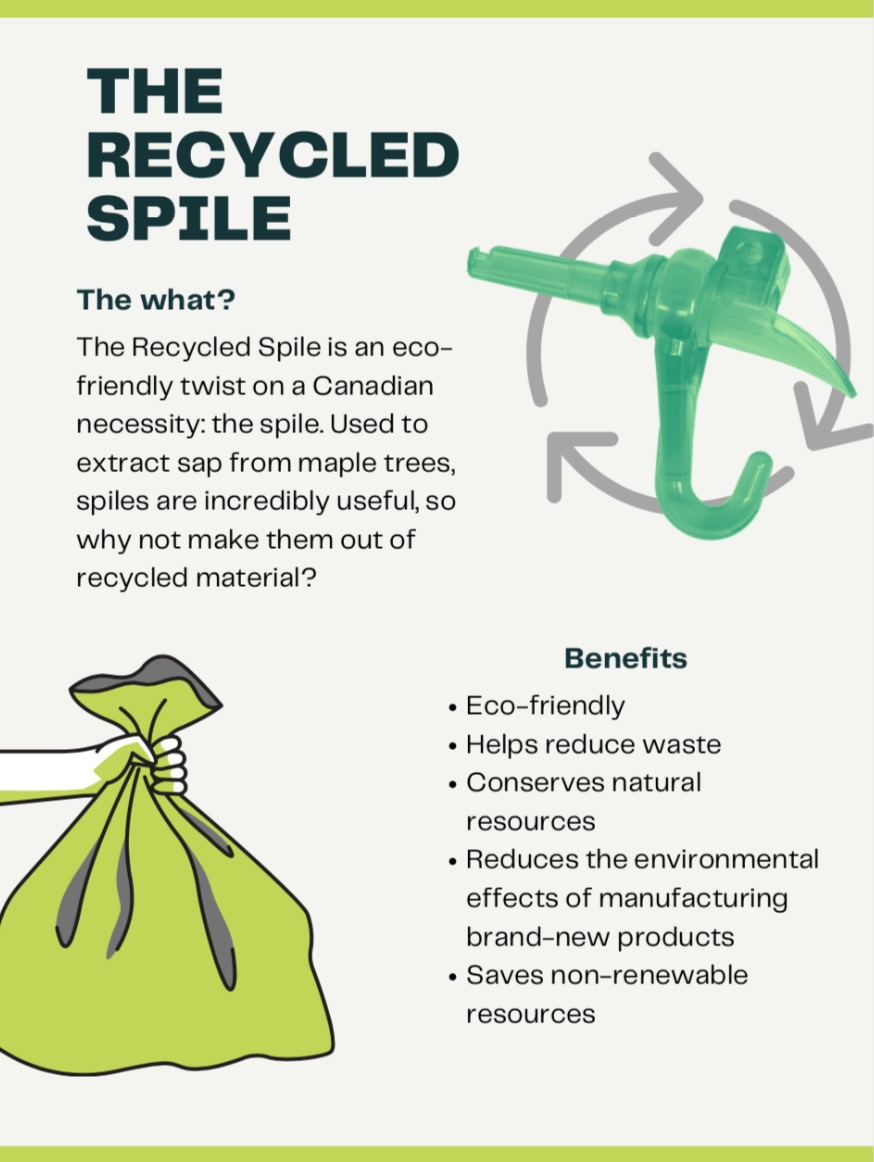 THE
RECYCLED
SPILE
The what?
The Recycled Spile is an eco-
friendly twist on a Canadian
necessity: the spile. Used to
extract sap from maple trees,
spiles are incredibly useful, so
why not make them out of
recycled material?
Benefits
• Eco-friendly
• Helps reduce waste
• Conserves natural
resources
• Reduces the environmental
effects of manufacturing
brand-new products
• Saves non-renewable
resources